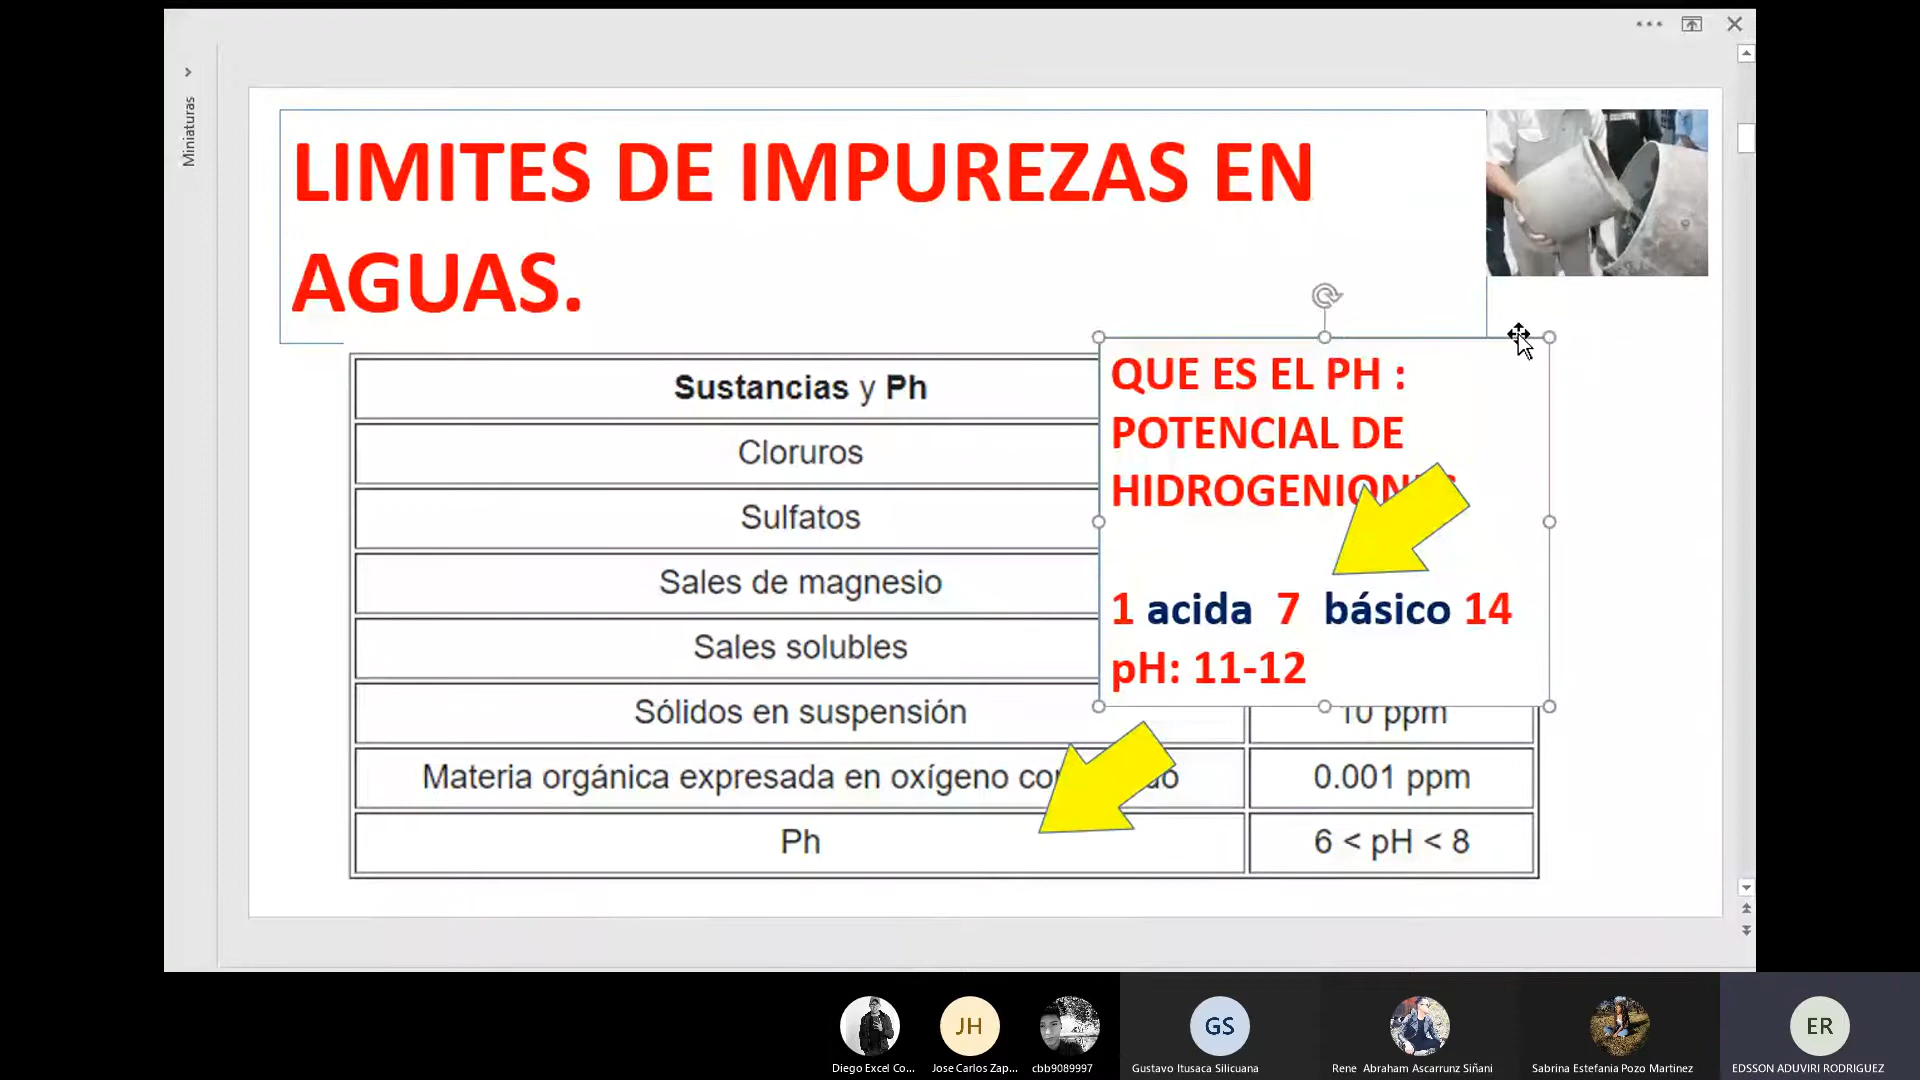 Miniaturas
LIMITES DE IMPUREZAS EN
AGUAS.
Sustancias y Ph
Cloruros
Sulfatos
Sales de magnesio
Sales solubles
Sólidos en suspensión
10 ppm
Materia orgánica expresada en oxígeno
0.001 ppm
Ph
6 < pH < 8
QUE ES EL PH :
POTENCIAL DE
1 acida 7 básico 14
pH: 11-12
Diego Excel Co...
JH
Jose Carlos Zap...
cbb9089997
GS
Gustavo Itusaca Silicuana
Rene Abraham Ascarrunz Siñani
Sabrina Estefania Pozo Martinez
ER
EDSSON ADUVIRI RODRIGUEZ